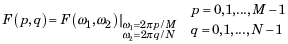 F(p,q) = F(ω₁,ω₂)|ω₁=2πp/M  p = 0,1,...,M − 1
ω₂=2πq/N  q = 0,1,...,N − 1